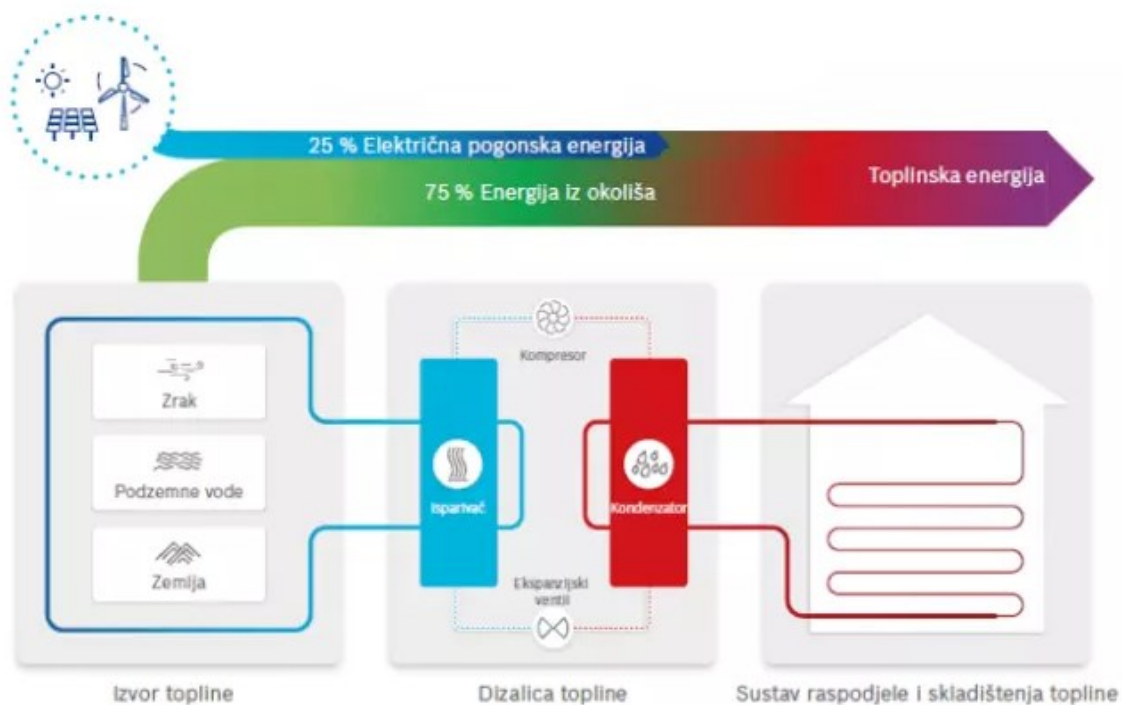 25 % Električna pogonska energija
75 % Energija iz okoliša
Toplinska energija
Zrak
Podzemne vode
Zemlja
Kompresor
Isparivač
Kondenzator
Ekspanzijski
ventil
Izvor topline
Dizalica topline
Sustav raspodjele i skladištenja topline